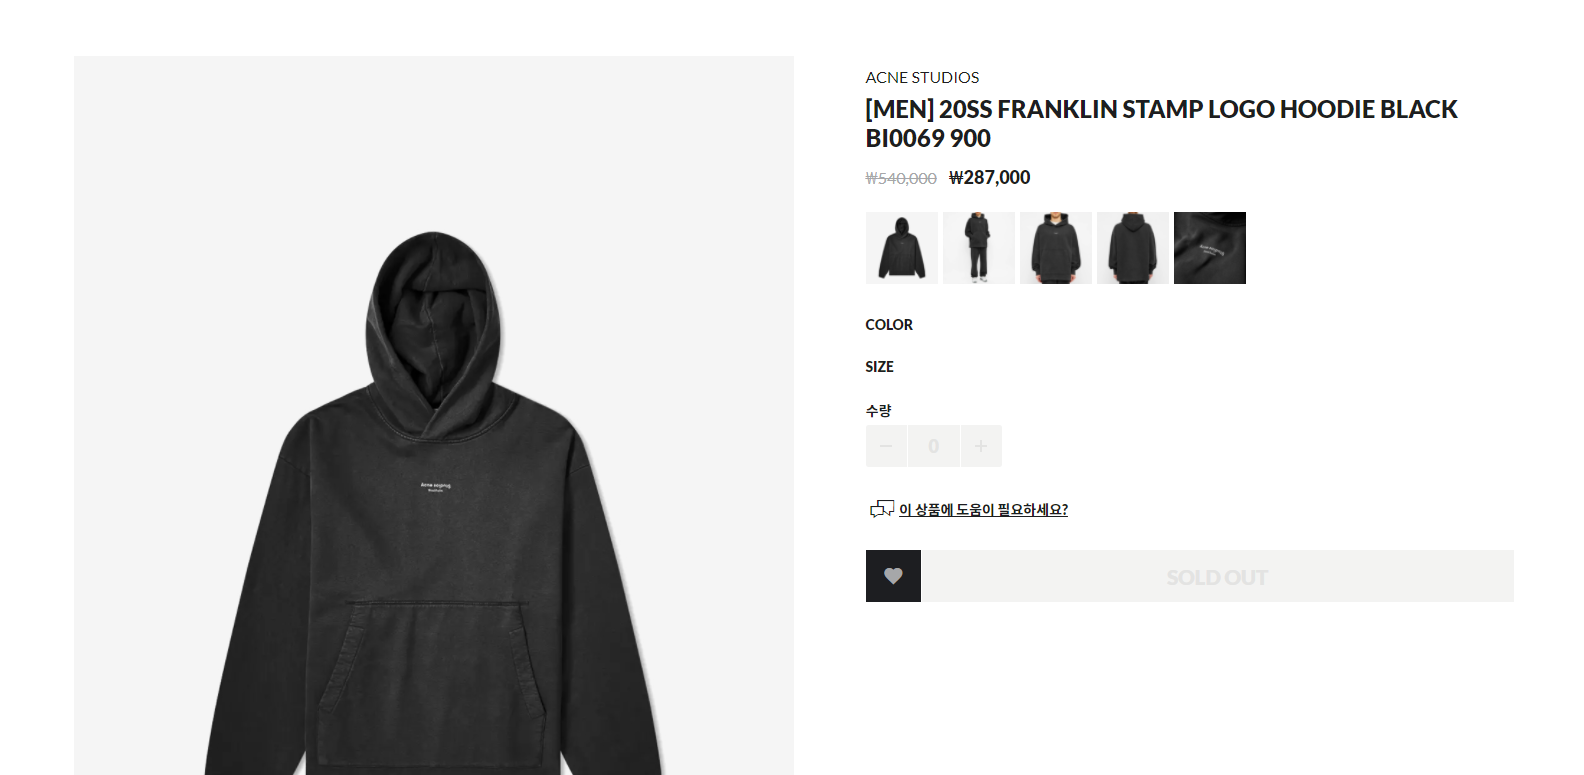 ACNE STUDIOS
[MEN] 20SS FRANKLIN STAMP LOGO HOODIE BLACK
BI0069 900
₩540,000 ₩287,000
COLOR
SIZE
수량
0
이 상품에 도움이 필요하세요?
SOLD OUT